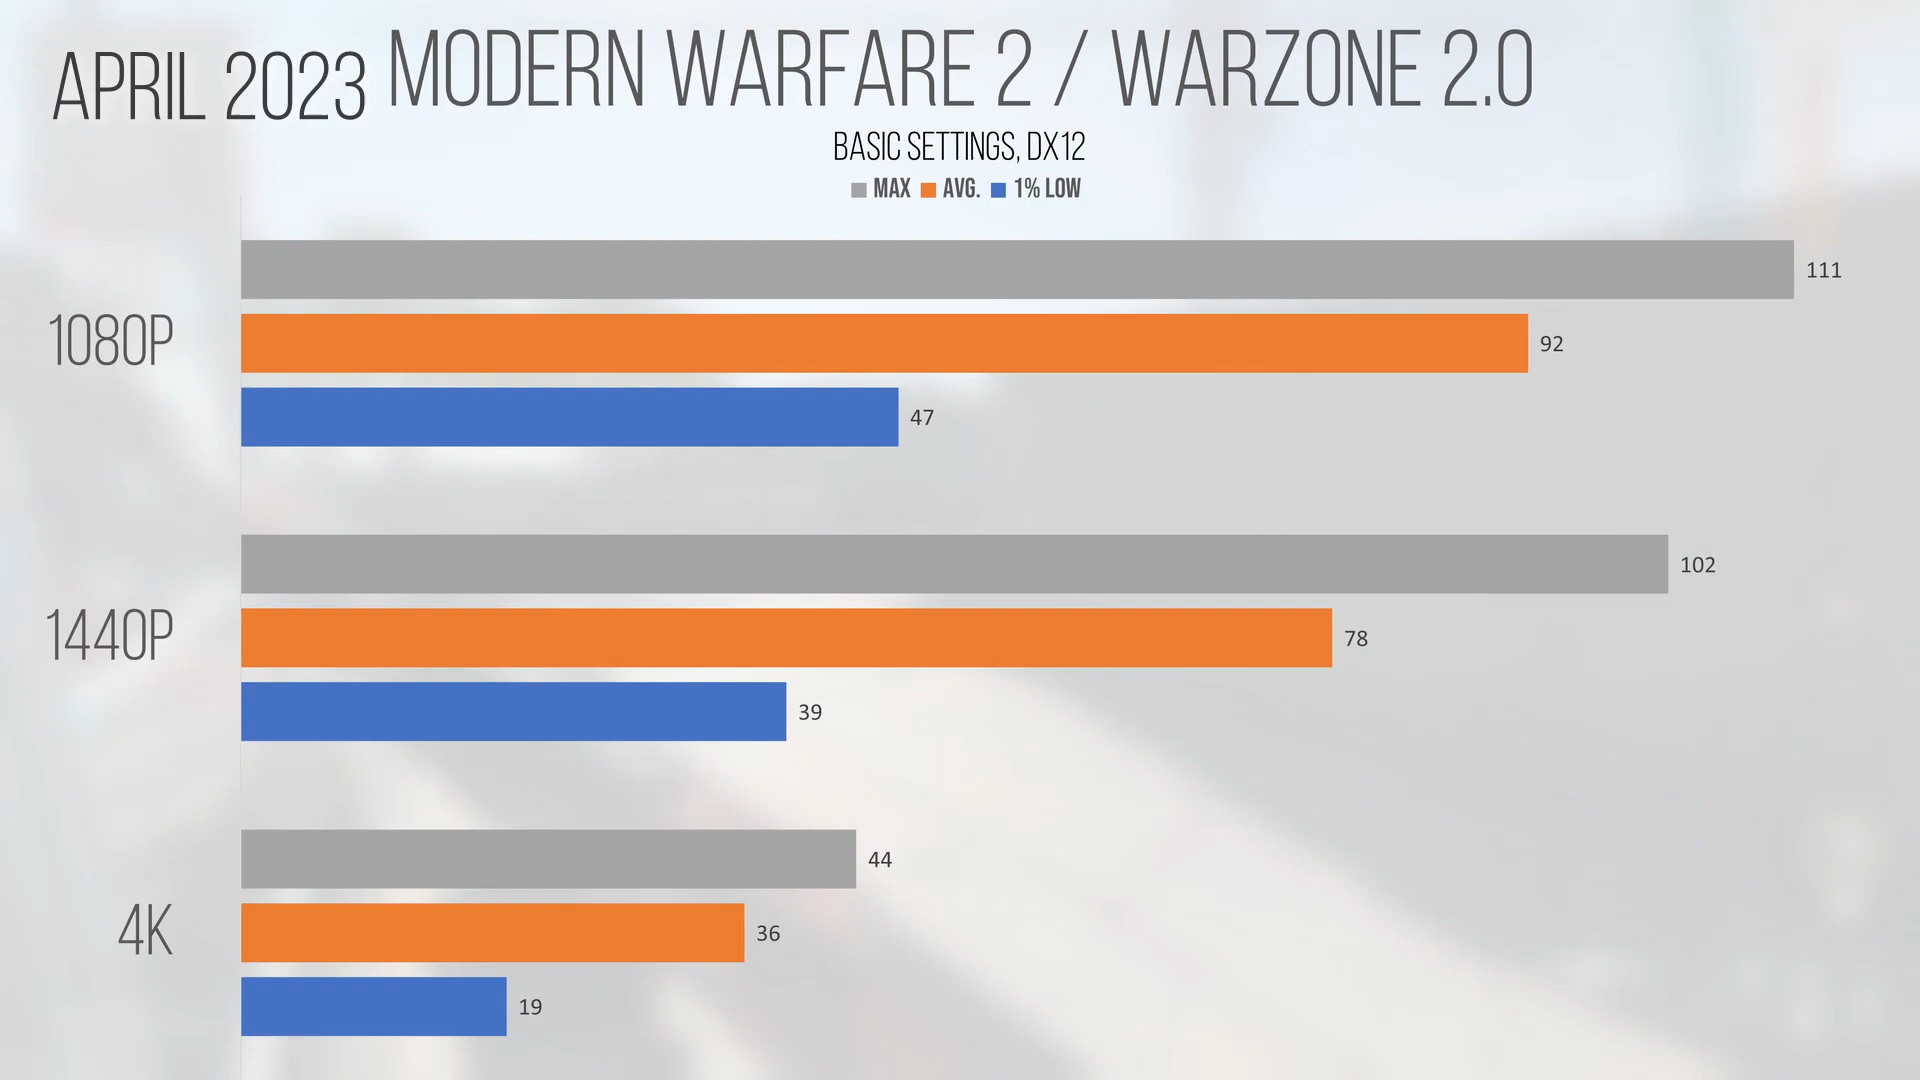 APRIL 2023
MODERN WARFARE 2 / WARZONE 2.0
BASIC SETTINGS, DX12
MAX AVG. 1% LOW
1080P
111
92
47
1440P
102
78
39
4K
44
36
19